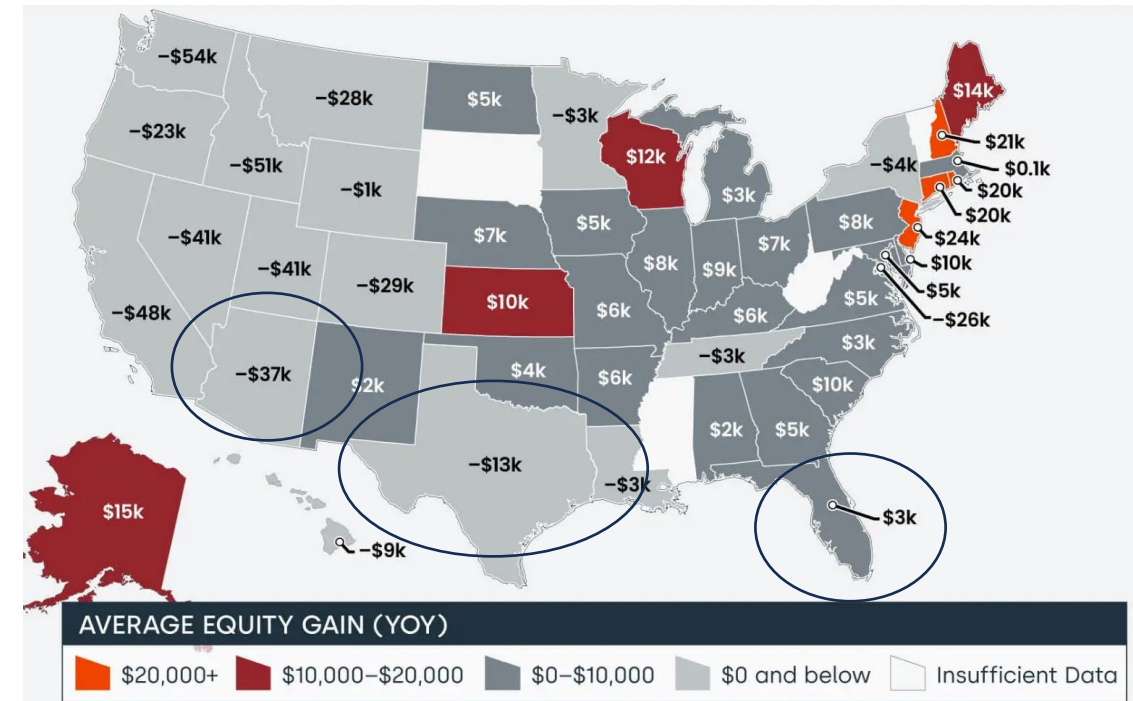 –$54k
–$28k
$5k
–$3k
$14k
–$23k
–$51k
$12k
$21k
–$4k
$0.1k
–$1k
$3k
$20k
$20k
–$41k
$7k
$5k
$8k
$24k
–$41k
–$29k
$8k
$9k
$7k
$10k
–$48k
$10k
$6k
$6k
$5k
$5k
–$26k
–$37k
$2k
$4k
$6k
–$3k
$3k
$10k
–$13k
–$3k
$2k
$5k
$15k
–$9k
$3k
AVERAGE EQUITY GAIN (YOY)
$20,000+ $10,000–$20,000 $0–$10,000 $0 and below Insufficient Data